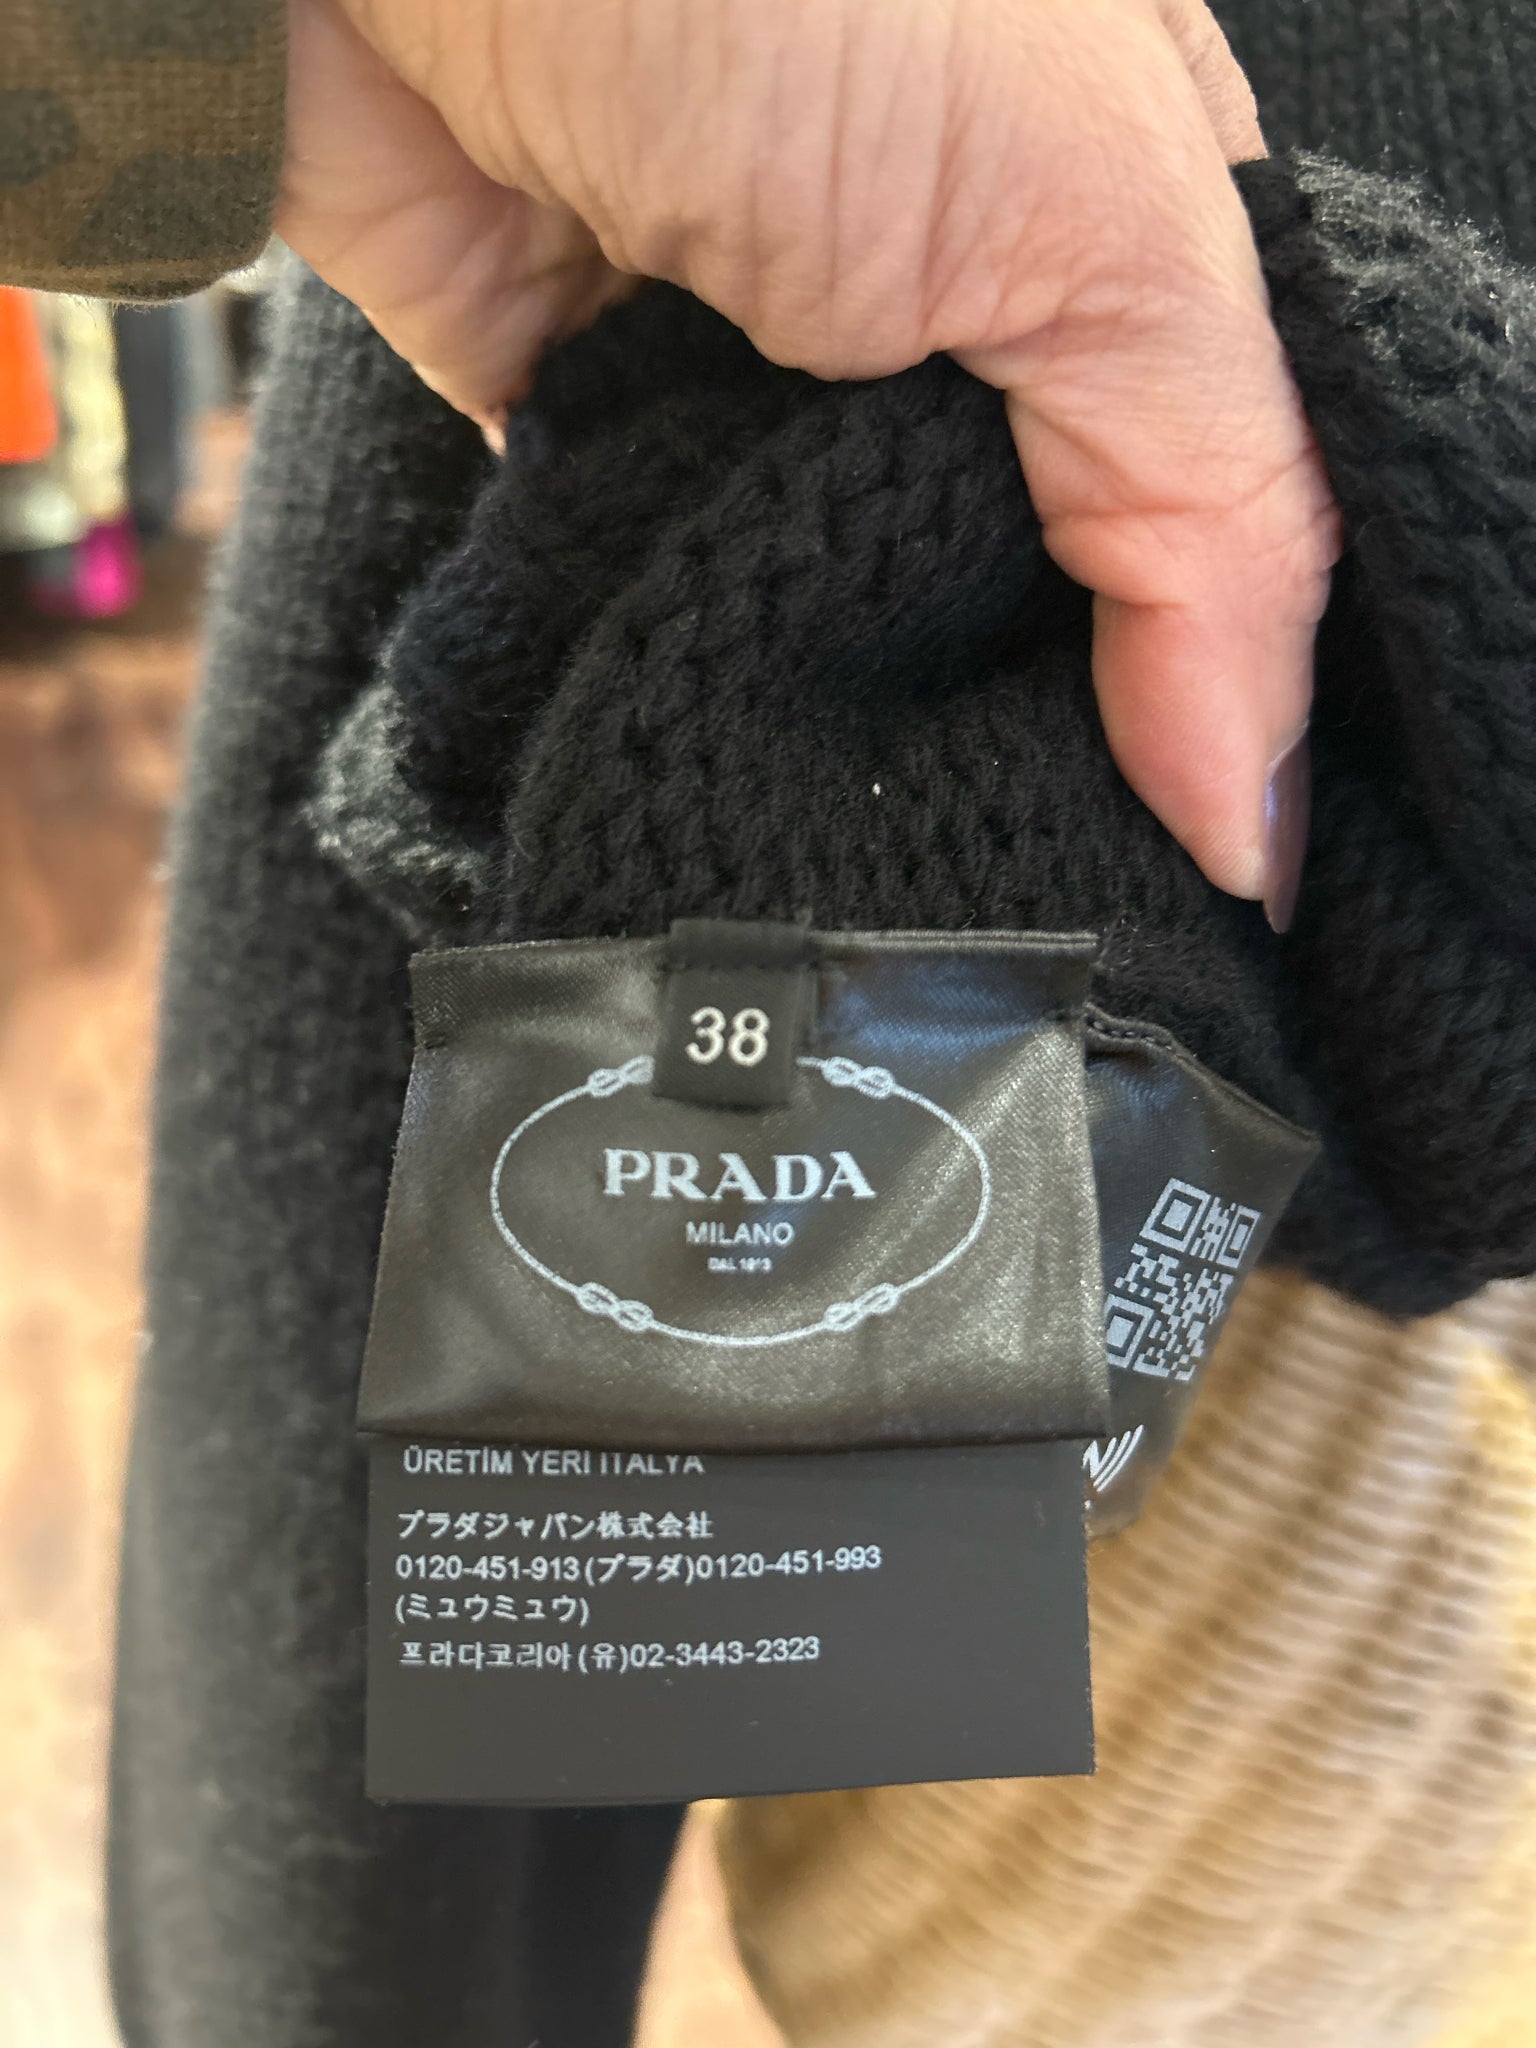 38
PRADA
MILANO
DAL 1913
ÜRETİM YERİ İTALYA
プラダジャパン株式会社
0120-451-913(プラダ)0120-451-993
(ミュウミュウ)
프라다코리아(유)02-3443-2323